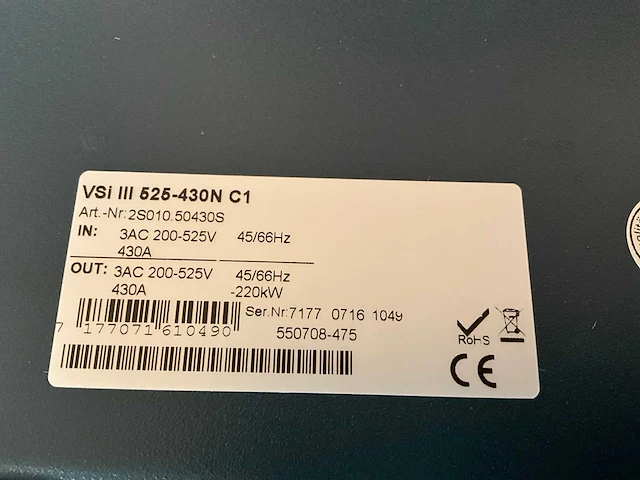 VSi III 525-430N C1
Art.-Nr:2S010.50430S
IN: 3AC 200-525V 45/66Hz
430A
OUT: 3AC 200-525V 45/66Hz
430A -220kW
Ser.Nr:7177 0716 1049
7 177071 610490
550708-475
RoHS
CE